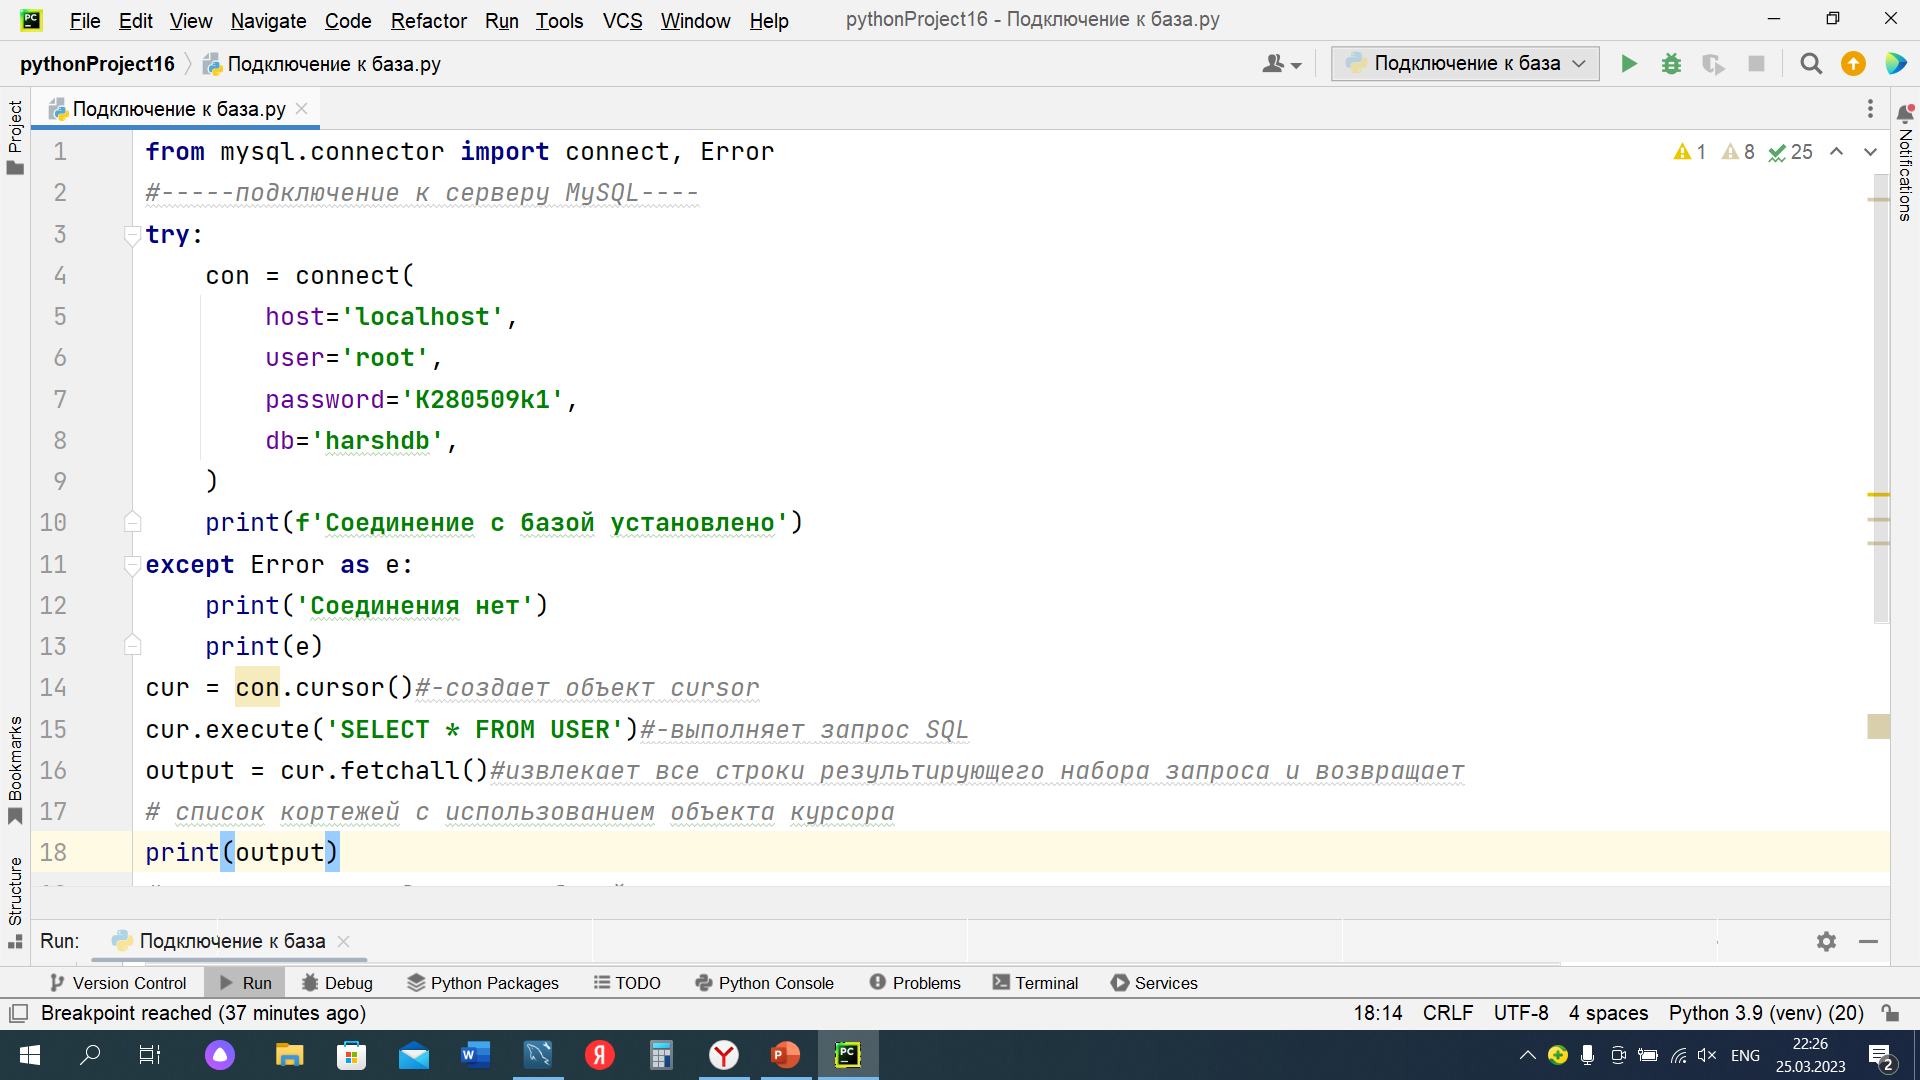 File Edit View Navigate Code Refactor Run Tools VCS Window Help pythonProject16 - Подключение к база.py
pythonProject16 Подключение к база.py Подключение к база
Подключение к база.py
Project
Notifications
1 from mysql.connector import connect, Error
1 8 25
2 #-----подключение к серверу MySQL----
3 try:
4 con = connect(
5 host='localhost',
6 user='root',
7 password='K280509k1',
8 db='harshdb',
9 )
10 print(f'Соединение с базой установлено')
11 except Error as e:
12 print('Соединения нет')
13 print(e)
14 cur = con.cursor()#-создает объект cursor
15 cur.execute('SELECT * FROM USER')#-выполняет запрос SQL
16 output = cur.fetchall()#извлекает все строки результирующего набора запроса и возвращает
17 # список кортежей с использованием объекта курсора
18 print(output)
Bookmarks
Structure
Run: Подключение к база
Version Control Run Debug Python Packages TODO Python Console Problems Terminal Services
Breakpoint reached (37 minutes ago) 18:14 CRLF UTF-8 4 spaces Python 3.9 (venv) (20)
ENG 22:26
25.03.2023
2